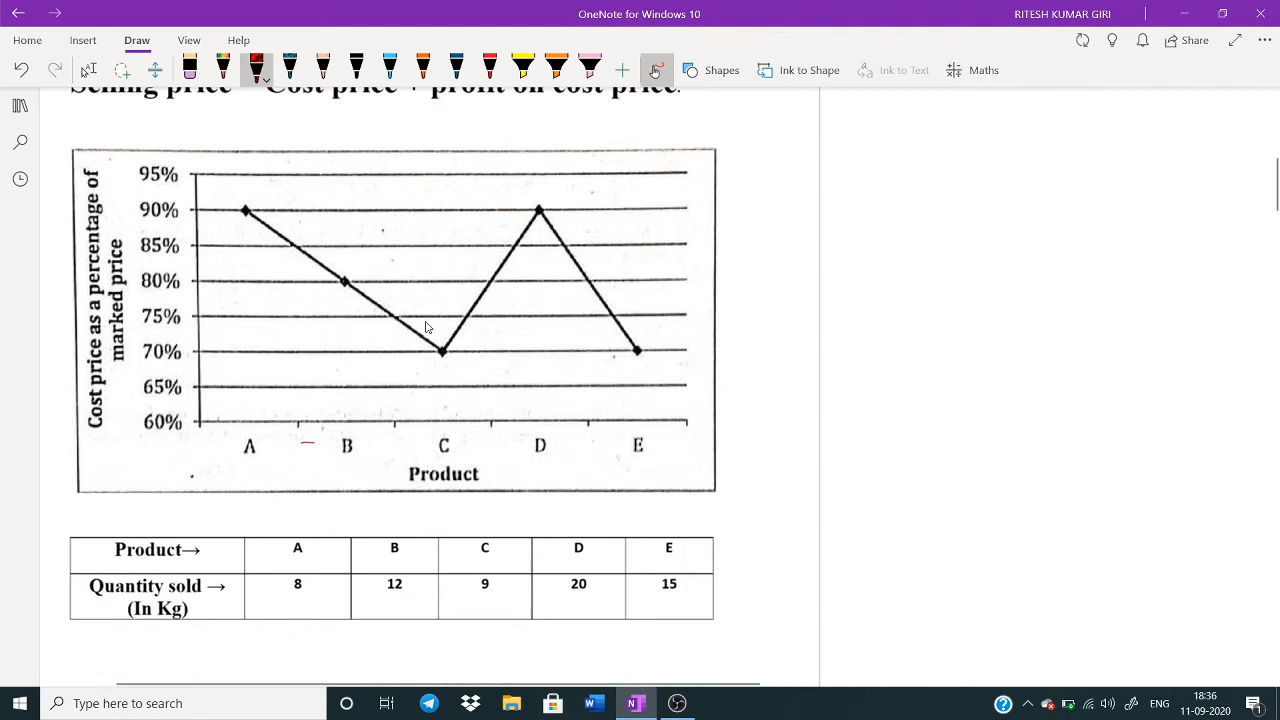 OneNote for Windows 10
RITESH KUMAR GIRI
Home Insert Draw View Help
Share
Shapes Ink to Shape Ink to Text Maths
Selling price = Cost price + profit on cost price.
Cost price as a percentage of
marked price
95%
90%
85%
80%
75%
70%
65%
60%
A B C D E
Product
Product→ A B C D E
Quantity sold → 8 12 9 20 15
(In Kg)
Type here to search
ENG
18:36
11-09-2020